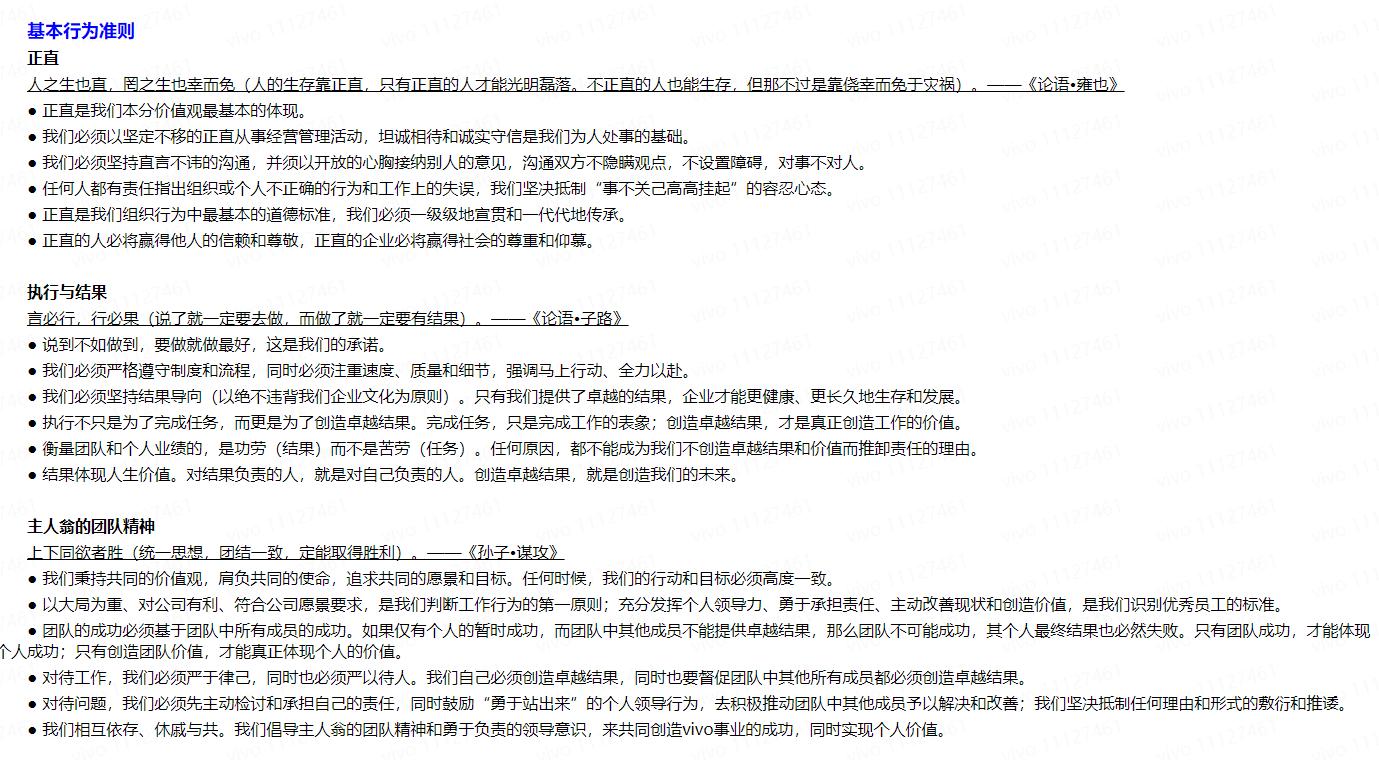 基本行为准则
正直
人之生也直，罔之生也幸而免（人的生存靠正直，只有正直的人才能光明磊落。不正直的人也能生存，但那不过是靠侥幸而免于灾祸）。——《论语•雍也》
● 正直是我们本分价值观最基本的体现。
● 我们必须以坚定不移的正直从事经营管理活动，坦诚相待和诚实守信是我们为人处事的基础。
● 我们必须坚持直言不讳的沟通，并须以开放的心胸接纳别人的意见，沟通双方不隐瞒观点，不设置障碍，对事不对人。
● 任何人都有责任指出组织或个人不正确的行为和工作上的失误，我们坚决抵制“事不关己高高挂起”的容忍心态。
● 正直是我们组织行为中最基本的道德标准，我们必须一级级地宣贯和一代代地传承。
● 正直的人必将赢得他人的信赖和尊敬，正直的企业必将赢得社会的尊重和仰慕。
执行与结果
言必行，行必果（说了就一定要去做，而做了就一定要有结果）。——《论语•子路》
● 说到不如做到，要做就做最好，这是我们的承诺。
● 我们必须严格遵守制度和流程，同时必须注重速度、质量和细节，强调马上行动、全力以赴。
● 我们必须坚持结果导向（以绝不违背我们企业文化为原则）。只有我们提供了卓越的结果，企业才能更健康、更长久地生存和发展。
● 执行不只是为了完成任务，而更是为了创造卓越结果。完成任务，只是完成工作的表象；创造卓越结果，才是真正创造工作的价值。
● 衡量团队和个人业绩的，是功劳（结果）而不是苦劳（任务）。任何原因，都不能成为我们不创造卓越结果和价值而推卸责任的理由。
● 结果体现人生价值。对结果负责的人，就是对自己负责的人。创造卓越结果，就是创造我们的未来。
主人翁的团队精神
上下同欲者胜（统一思想，团结一致，定能取得胜利）。——《孙子•谋攻》
● 我们秉持共同的价值观，肩负共同的使命，追求共同的愿景和目标。任何时候，我们的行动和目标必须高度一致。
● 以大局为重、对公司有利、符合公司愿景要求，是我们判断工作行为的第一原则；充分发挥个人领导力、勇于承担责任、主动改善现状和创造价值，是我们识别优秀员工的标准。
● 团队的成功必须基于团队中所有成员的成功。如果仅有个人的暂时成功，而团队中其他成员不能提供卓越结果，那么团队不可能成功，其个人最终结果也必然失败。只有团队成功，才能体现
个人成功；只有创造团队价值，才能真正体现个人的价值。
● 对待工作，我们必须严于律己，同时也必须严以待人。我们自己必须创造卓越结果，同时也要督促团队中其他所有成员都必须创造卓越结果。
● 对待问题，我们必须先主动检讨和承担自己的责任，同时鼓励“勇于站出来”的个人领导行为，去积极推动团队中其他成员予以解决和改善；我们坚决抵制任何理由和形式的敷衍和推诿。
● 我们相互依存、休戚与共。我们倡导主人翁的团队精神和勇于负责的领导意识，来共同创造vivo事业的成功，同时实现个人价值。
vivo 11127461